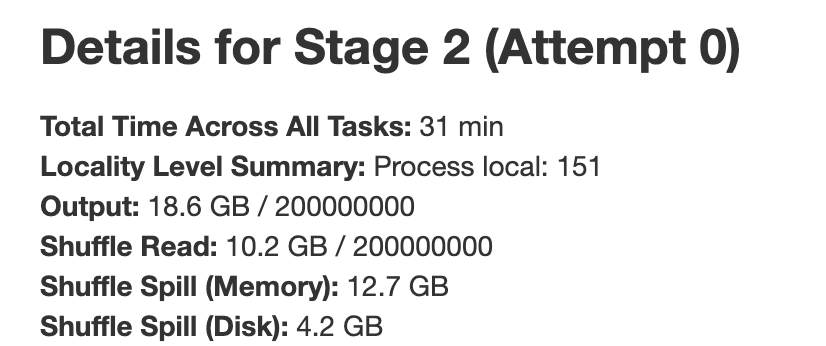 Details for Stage 2 (Attempt 0)
Total Time Across All Tasks: 31 min
Locality Level Summary: Process local: 151
Output: 18.6 GB / 200000000
Shuffle Read: 10.2 GB / 200000000
Shuffle Spill (Memory): 12.7 GB
Shuffle Spill (Disk): 4.2 GB